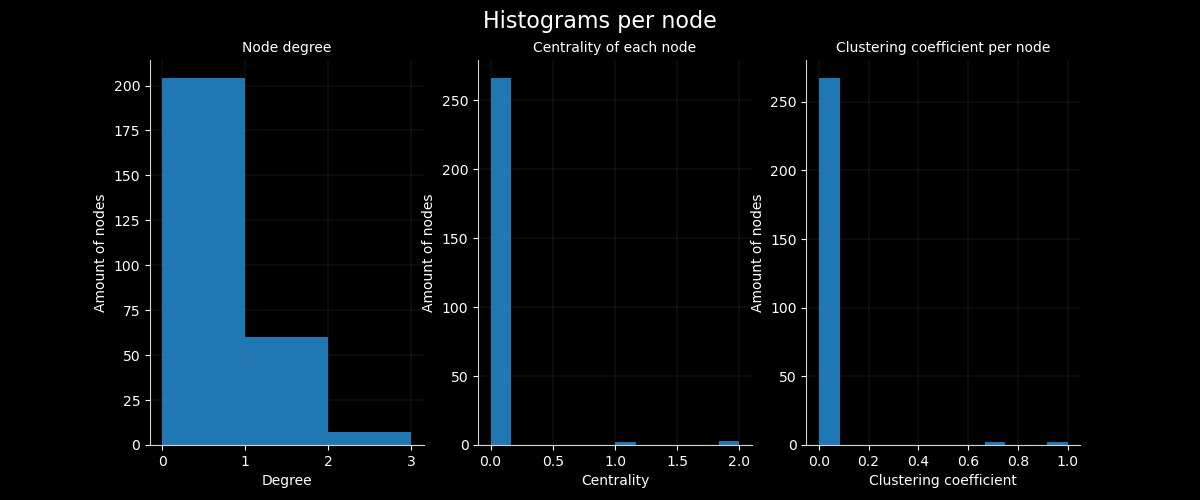 Histograms per node
Node degree
Amount of nodes
200
175
150
125
100
75
50
25
0
0 1 2 3
Degree
Centrality of each node
Amount of nodes
250
200
150
100
50
0
0.0 0.5 1.0 1.5 2.0
Centrality
Clustering coefficient per node
Amount of nodes
250
200
150
100
50
0
0.0 0.2 0.4 0.6 0.8 1.0
Clustering coefficient